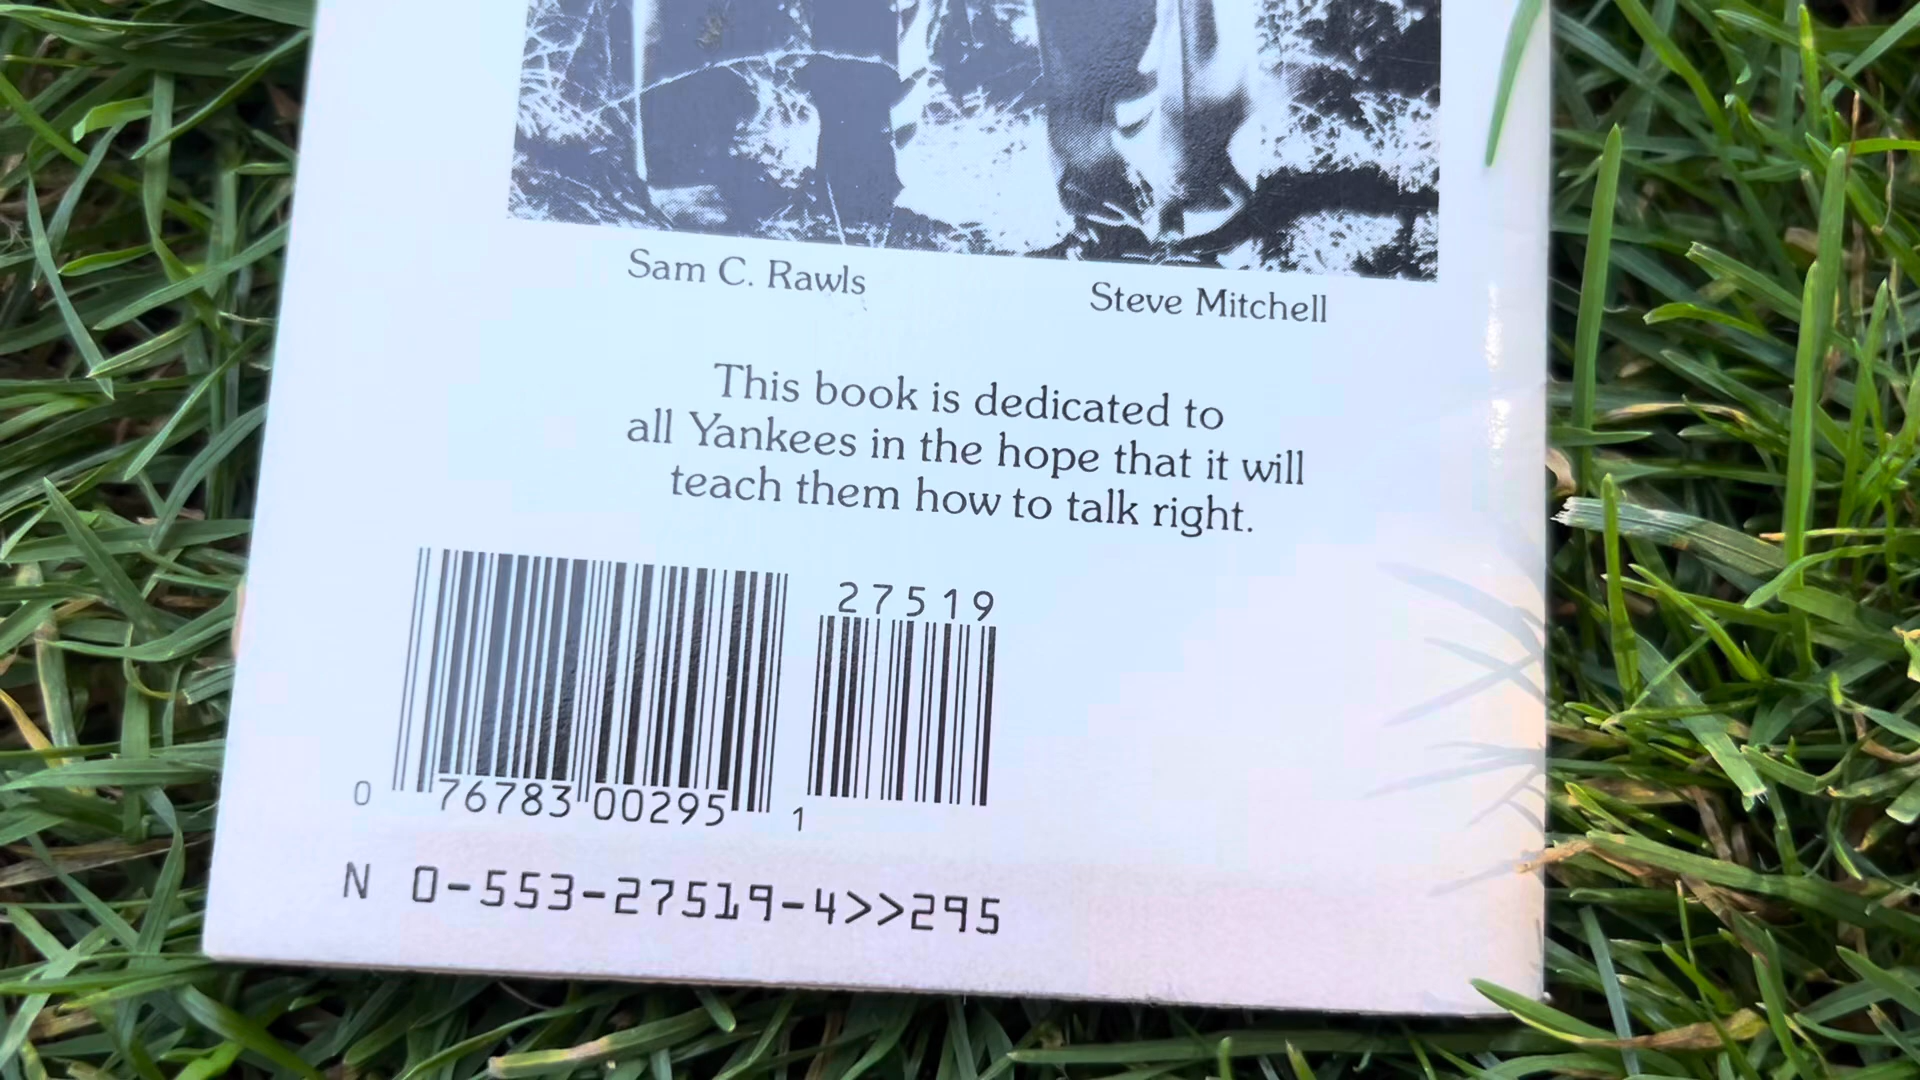 Sam C. Rawls
Steve Mitchell
This book is dedicated to
all Yankees in the hope that it will
teach them how to talk right.
27519
0 76783 00295 1
N 0-553-27519-4>>295